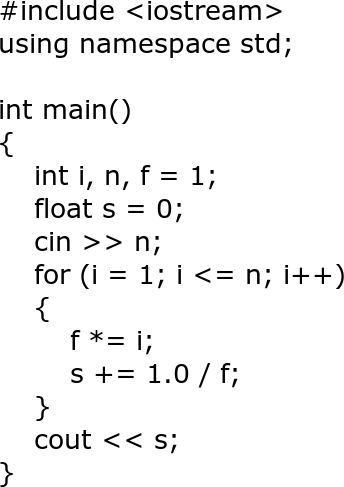 #include <iostream>
using namespace std;
int main()
{
int i, n, f = 1;
float s = 0;
cin >> n;
for (i = 1; i <= n; i++)
{
f *= i;
s += 1.0 / f;
}
cout << s;
}